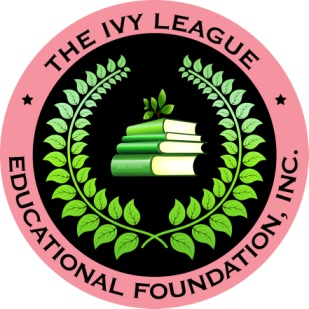 THE IVY LEAGUE
EDUCATIONAL FOUNDATION, INC.